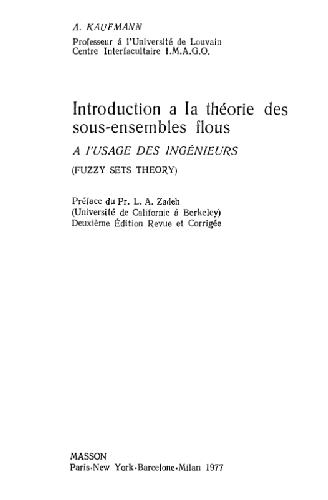 A. KAUFMANN
Professeur á l'Université de Louvain
Centre Interfacultaire I.M.A.G.O.
Introduction a la théorie des
sous-ensembles flous
A l'USAGE DES INGÉNIEURS
(FUZZY SETS THEORY)
Préface du Pr. L. A. Zadeh
(Université de Californie á Berkeley)
Deuxième Édition Revue et Corrigée
MASSON
Paris-New York-Barcelone-Milan 1977